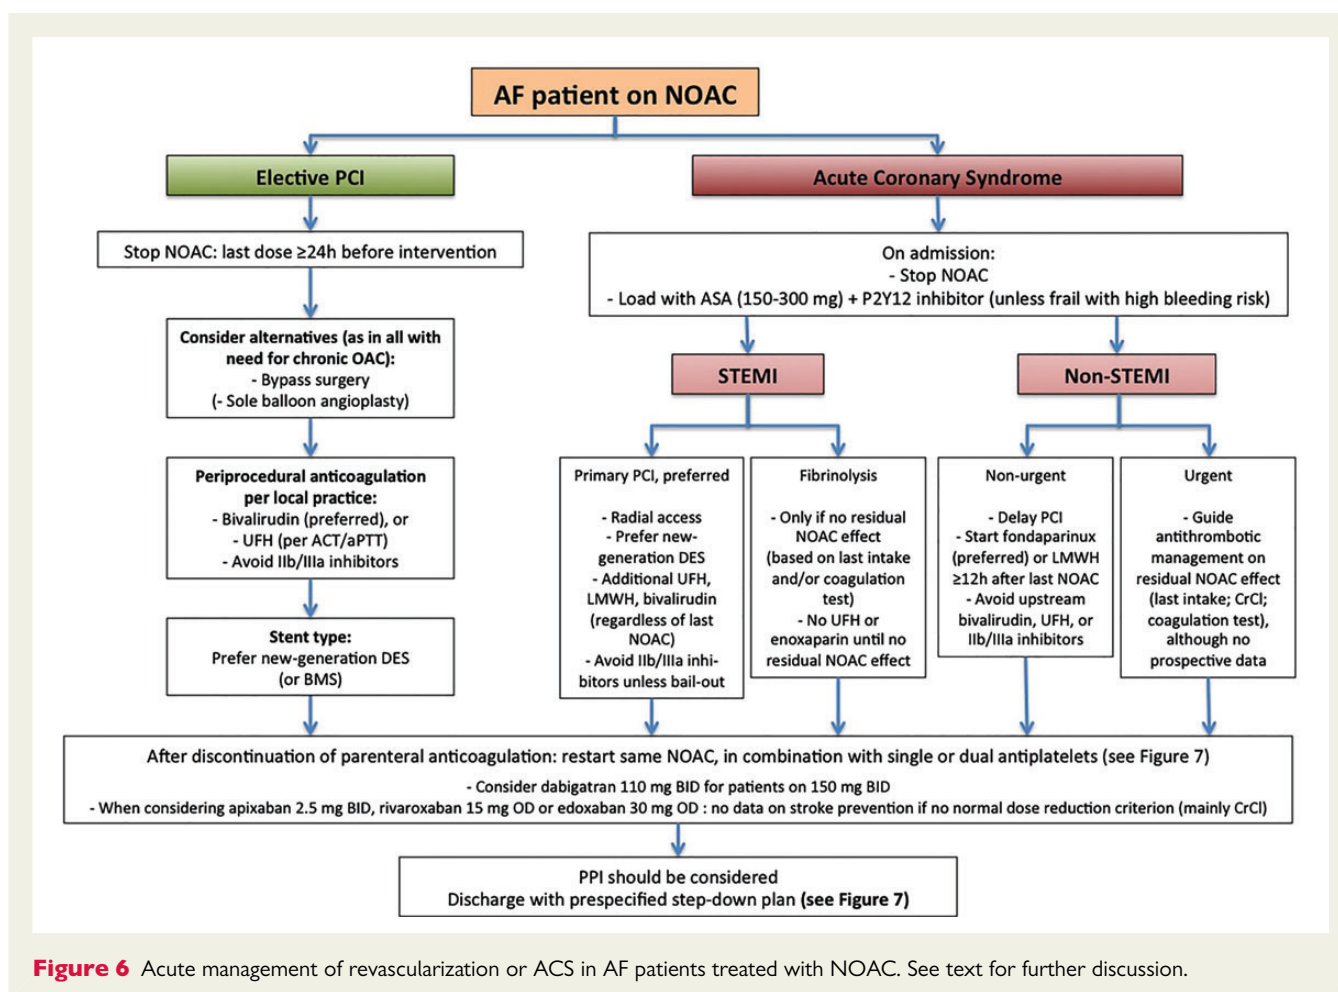 AF patient on NOAC
Elective PCI
Acute Coronary Syndrome
Stop NOAC: last dose ≥24h before intervention
On admission:
- Stop NOAC
- Load with ASA (150-300 mg) + P2Y12 inhibitor (unless frail with high bleeding risk)
Consider alternatives (as in all with
need for chronic OAC):
- Bypass surgery
(- Sole balloon angioplasty)
STEMI
Non-STEMI
Periprocedural anticoagulation
per local practice:
- Bivalirudin (preferred), or
- UFH (per ACT/aPTT)
- Avoid IIb/IIIa inhibitors
Primary PCI, preferred
- Radial access
- Prefer new-
generation DES
- Additional UFH,
LMWH, bivalirudin
(regardless of last
NOAC)
- Avoid IIb/IIIa inhi-
bitors unless bail-out
Fibrinolysis
- Only if no residual
NOAC effect
(based on last intake
and/or coagulation
test)
- No UFH or
enoxaparin until no
residual NOAC effect
Non-urgent
- Delay PCI
- Start fondaparinux
(preferred) or LMWH
≥12h after last NOAC
- Avoid upstream
bivalirudin, UFH, or
IIb/IIIa inhibitors
Urgent
- Guide
antithrombotic
management on
residual NOAC effect
(last intake; CrCl;
coagulation test),
although no
prospective data
Stent type:
Prefer new-generation DES
(or BMS)
After discontinuation of parenteral anticoagulation: restart same NOAC, in combination with single or dual antiplatelets (see Figure 7)
- Consider dabigatran 110 mg BID for patients on 150 mg BID
- When considering apixaban 2.5 mg BID, rivaroxaban 15 mg OD or edoxaban 30 mg OD : no data on stroke prevention if no normal dose reduction criterion (mainly CrCl)
PPI should be considered
Discharge with prespecified step-down plan (see Figure 7)
Figure 6 Acute management of revascularization or ACS in AF patients treated with NOAC. See text for further discussion.